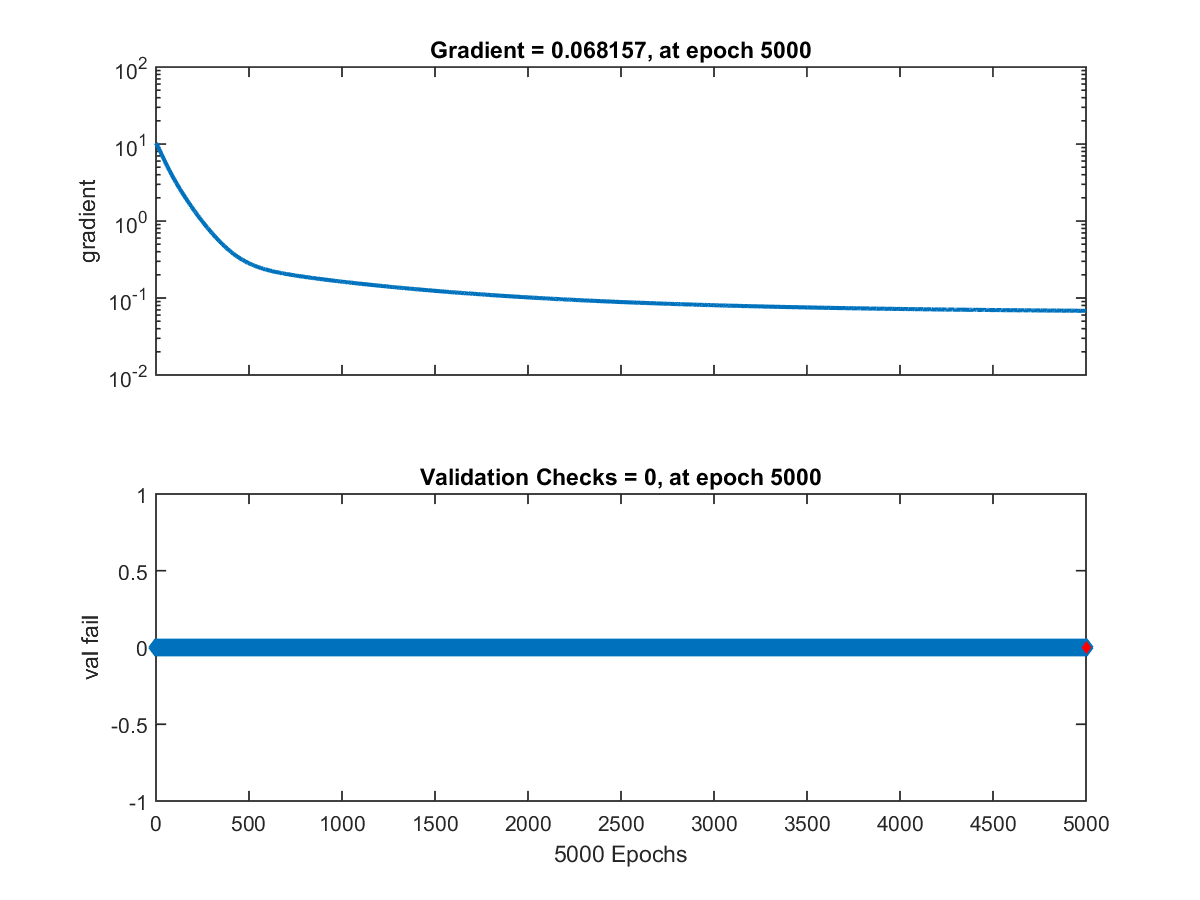 Gradient = 0.068157, at epoch 5000
10^2
10^1
10^0
10^-1
10^-2
gradient
Validation Checks = 0, at epoch 5000
1
0.5
0
-0.5
-1
val fail
0 500 1000 1500 2000 2500 3000 3500 4000 4500 5000
5000 Epochs